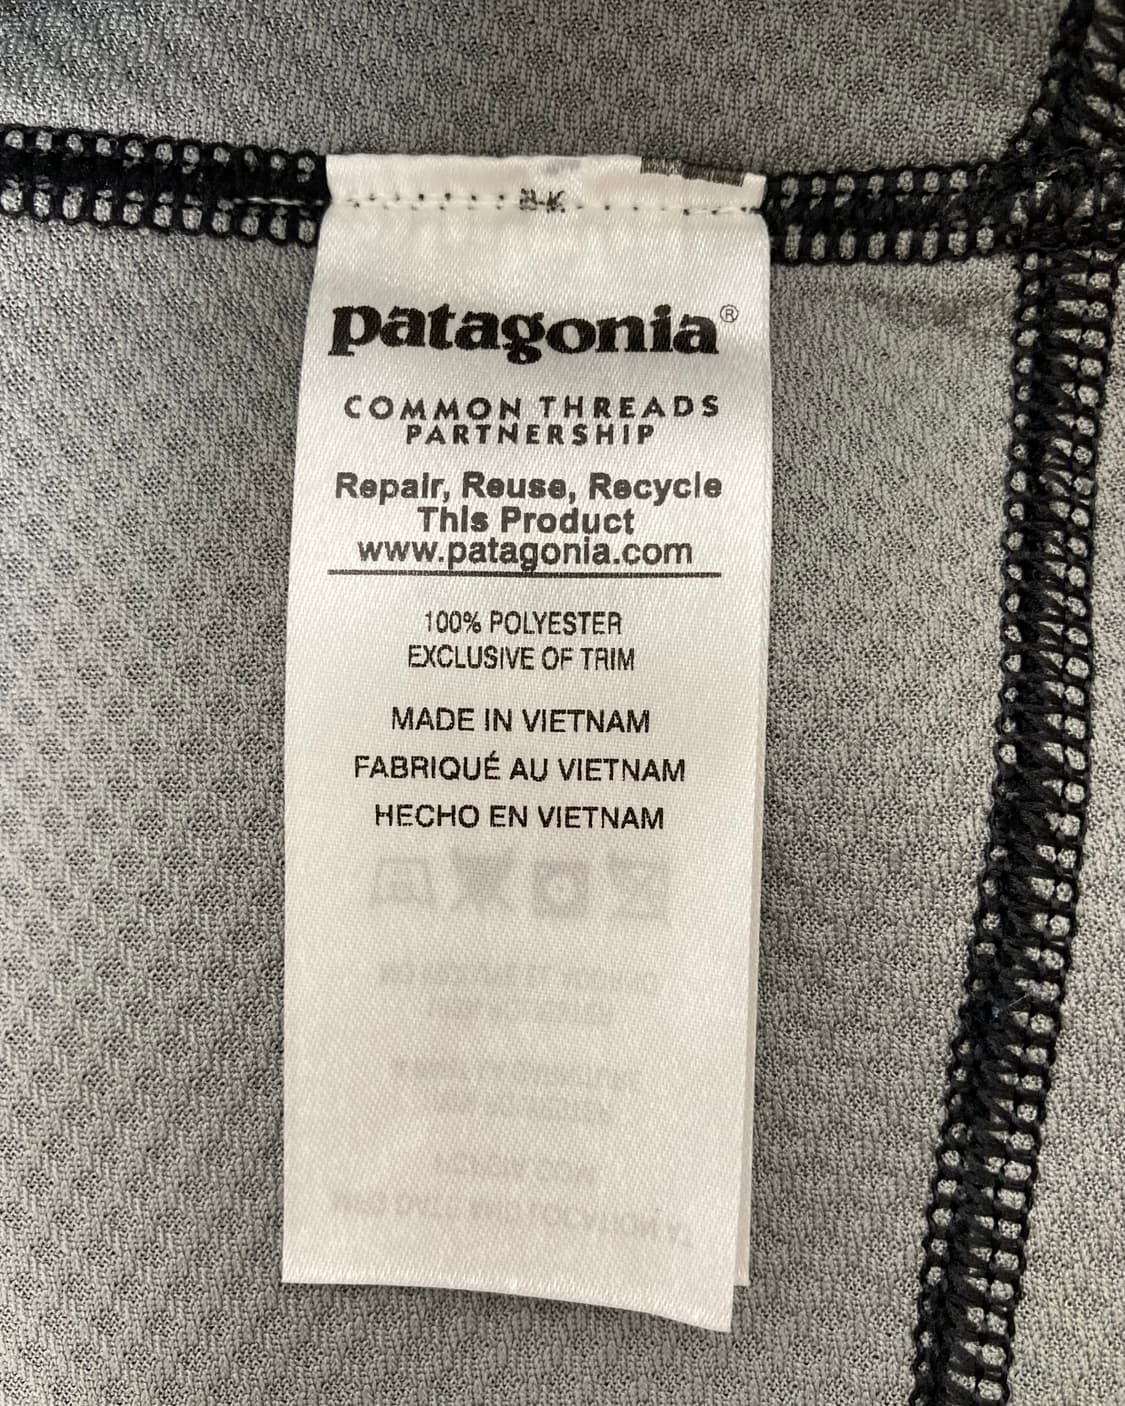 patagonia®
COMMON THREADS
PARTNERSHIP
Repair, Reuse, Recycle
This Product
www.patagonia.com
100% POLYESTER
EXCLUSIVE OF TRIM
MADE IN VIETNAM
FABRIQUÉ AU VIETNAM
HECHO EN VIETNAM